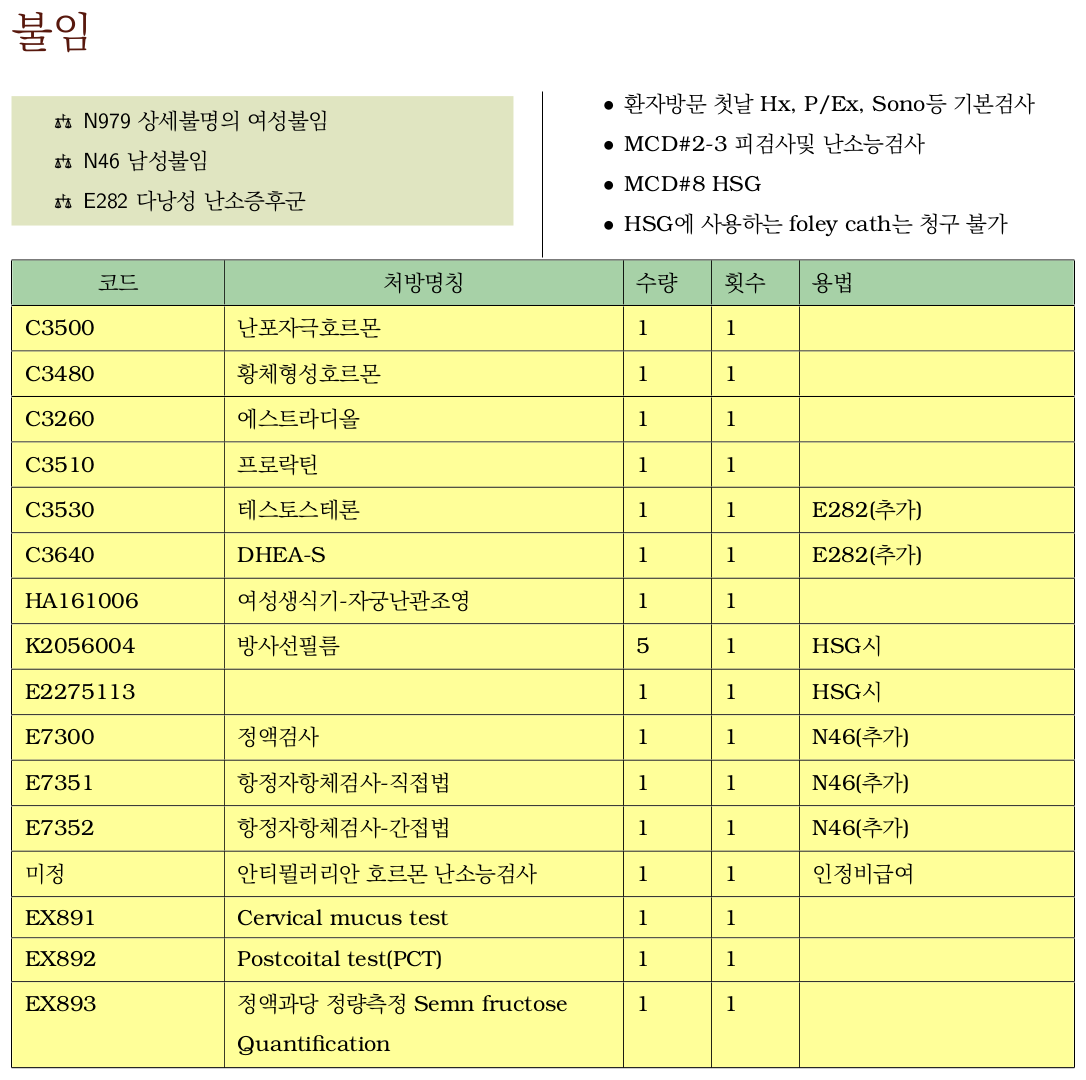 불임
N979 상세불명의 여성불임
N46 남성불임
E282 다낭성 난소증후군
● 환자방문 첫날 Hx, P/Ex, Sono등 기본검사
● MCD#2-3 피검사및 난소능검사
● MCD#8 HSG
● HSG에 사용하는 foley cath는 청구 불가
코드 처방명칭 수량 횟수 용법
C3500 난포자극호르몬 1 1
C3480 황체형성호르몬 1 1
C3260 에스트라디올 1 1
C3510 프로락틴 1 1
C3530 테스토스테론 1 1 E282(추가)
C3640 DHEA-S 1 1 E282(추가)
HA161006 여성생식기-자궁난관조영 1 1
K2056004 방사선필름 5 1 HSG시
E2275113 1 1 HSG시
E7300 정액검사 1 1 N46(추가)
E7351 항정자항체검사-직접법 1 1 N46(추가)
E7352 항정자항체검사-간접법 1 1 N46(추가)
미정 안티뮐러리안 호르몬 난소능검사 1 1 인정비급여
EX891 Cervical mucus test 1 1
EX892 Postcoital test(PCT) 1 1
EX893 정액과당 정량측정 Semn fructose 1 1
Quantification